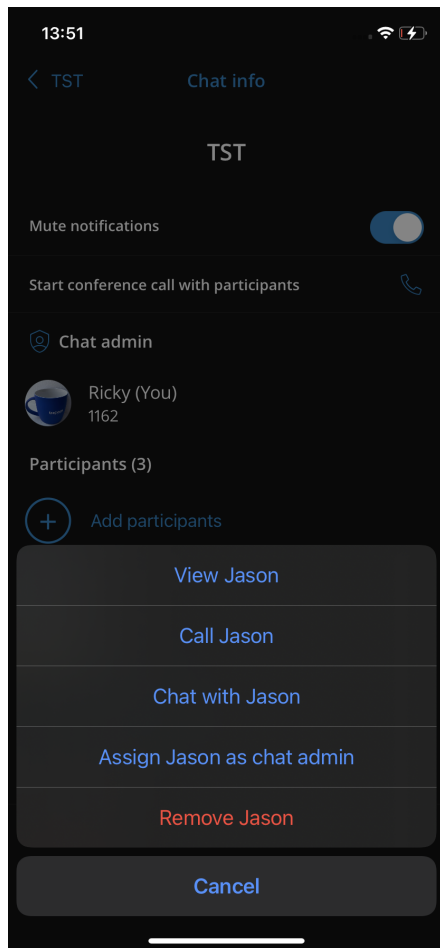 13:51
TST
Chat info
TST
Mute notifications
Start conference call with participants
Chat admin
Ricky (You)
1162
Participants (3)
Add participants
View Jason
Call Jason
Chat with Jason
Assign Jason as chat admin
Remove Jason
Cancel